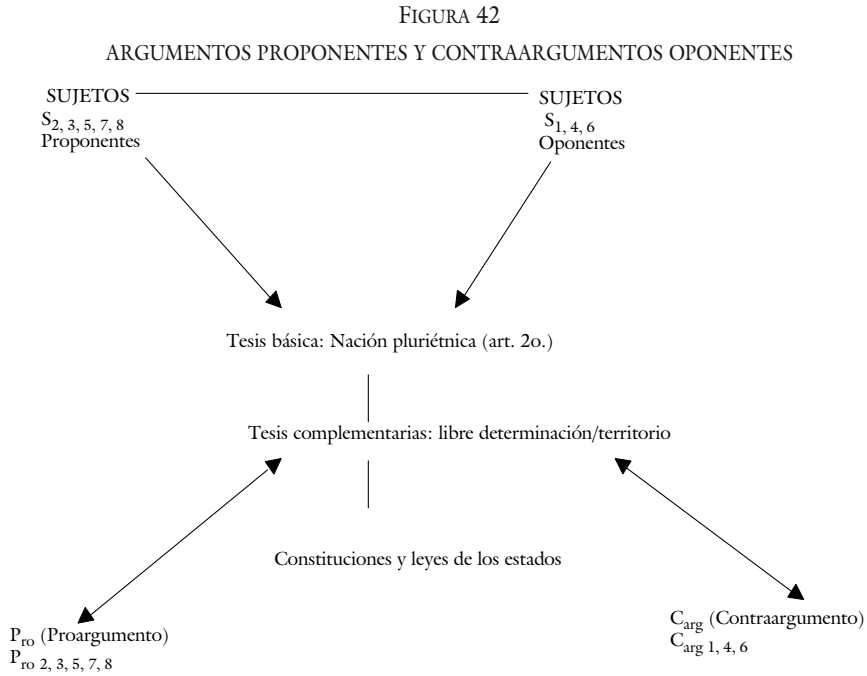 FIGURA 42
ARGUMENTOS PROPONENTES Y CONTRAARGUMENTOS OPONENTES
SUJETOS
S2, 3, 5, 7, 8
Proponentes
SUJETOS
S1, 4, 6
Oponentes
Tesis básica: Nación pluriétnica (art. 2o.)
Tesis complementarias: libre determinación/territorio
Constituciones y leyes de los estados
Pro (Proargumento)
Pro 2, 3, 5, 7, 8
Carg (Contraargumento)
Carg 1, 4, 6